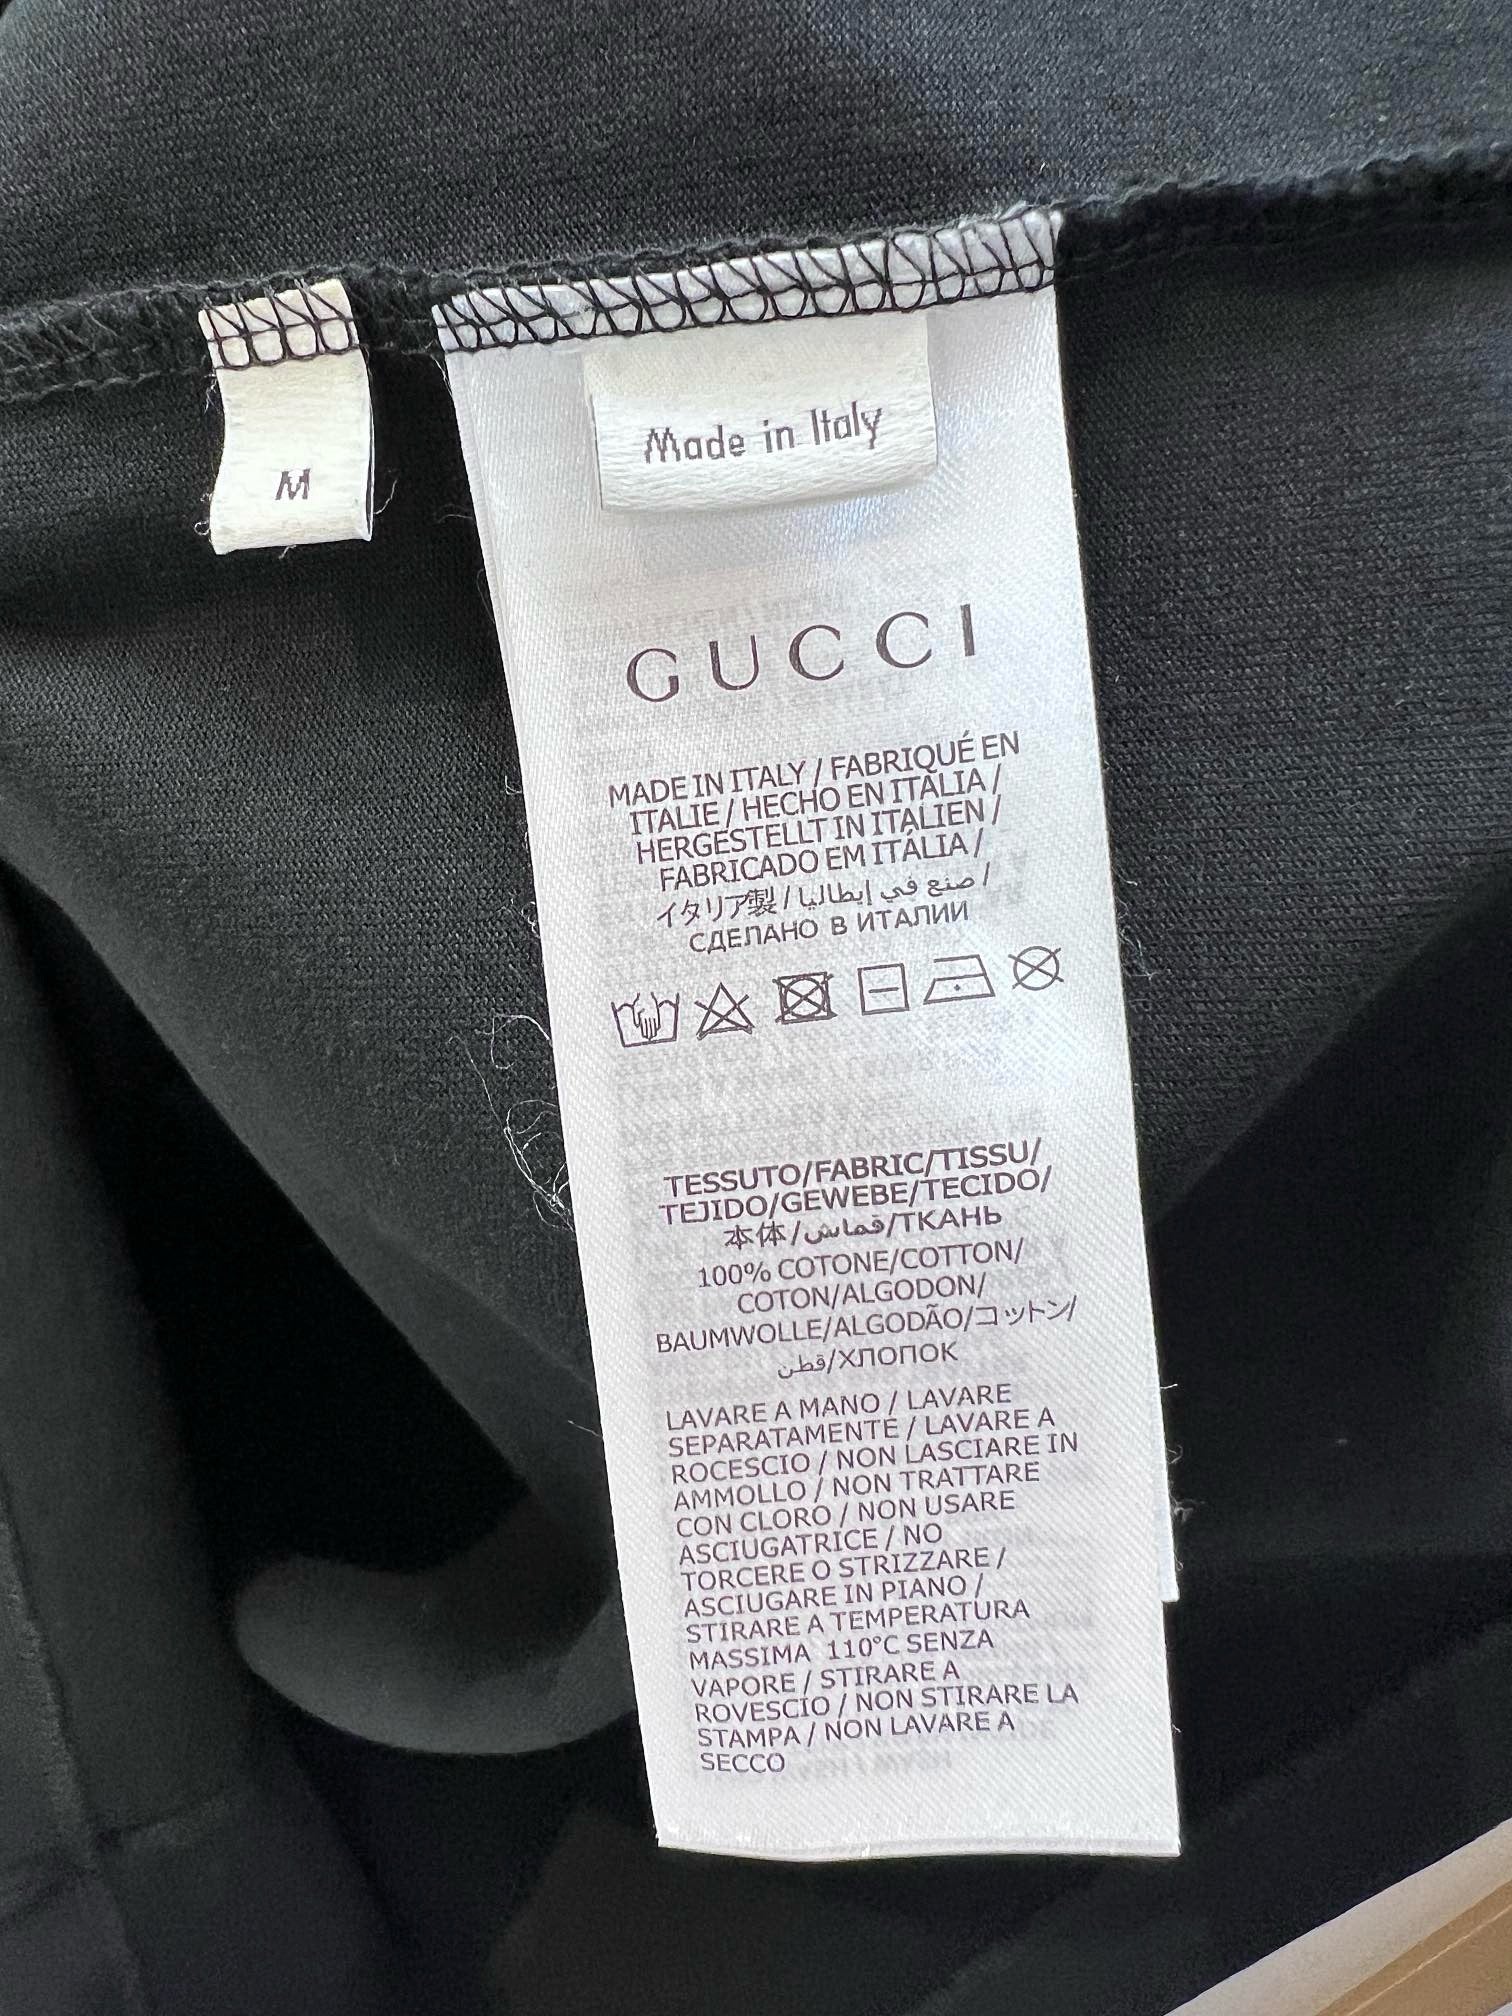 M
Made in Italy
GUCCI
MADE IN ITALY / FABRIQUÉ EN
ITALIE / HECHO EN ITALIA /
HERGESTELLT IN ITALIEN /
FABRICADO EM ITÁLIA /
イタリア製 / صنع في إيطاليا /
СДЕЛАНО В ИТАЛИИ
TESSUTO/FABRIC/TISSU/
TEJIDO/GEWEBE/TECIDO/
本体/قماش/ТКАНЬ
100% COTONE/COTTON/
COTON/ALGODON/
BAUMWOLLE/ALGODÃO/コットン/
قطن/ХЛОПОК
LAVARE A MANO / LAVARE
SEPARATAMENTE / LAVARE A
ROCESCIO / NON LASCIARE IN
AMMOLLO / NON TRATTARE
CON CLORO / NON USARE
ASCIUGATRICE / NO
TORCERE O STRIZZARE /
ASCIUGARE IN PIANO /
STIRARE A TEMPERATURA
MASSIMA 110°C SENZA
VAPORE / STIRARE A
ROVESCIO / NON STIRARE LA
STAMPA / NON LAVARE A
SECCO